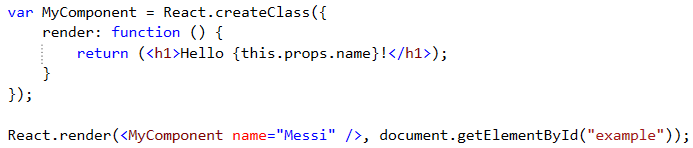 var MyComponent = React.createClass({
    render: function () {
        return (<h1>Hello {this.props.name}!</h1>);
    }
});

React.render(<MyComponent name="Messi" />, document.getElementById("example"));